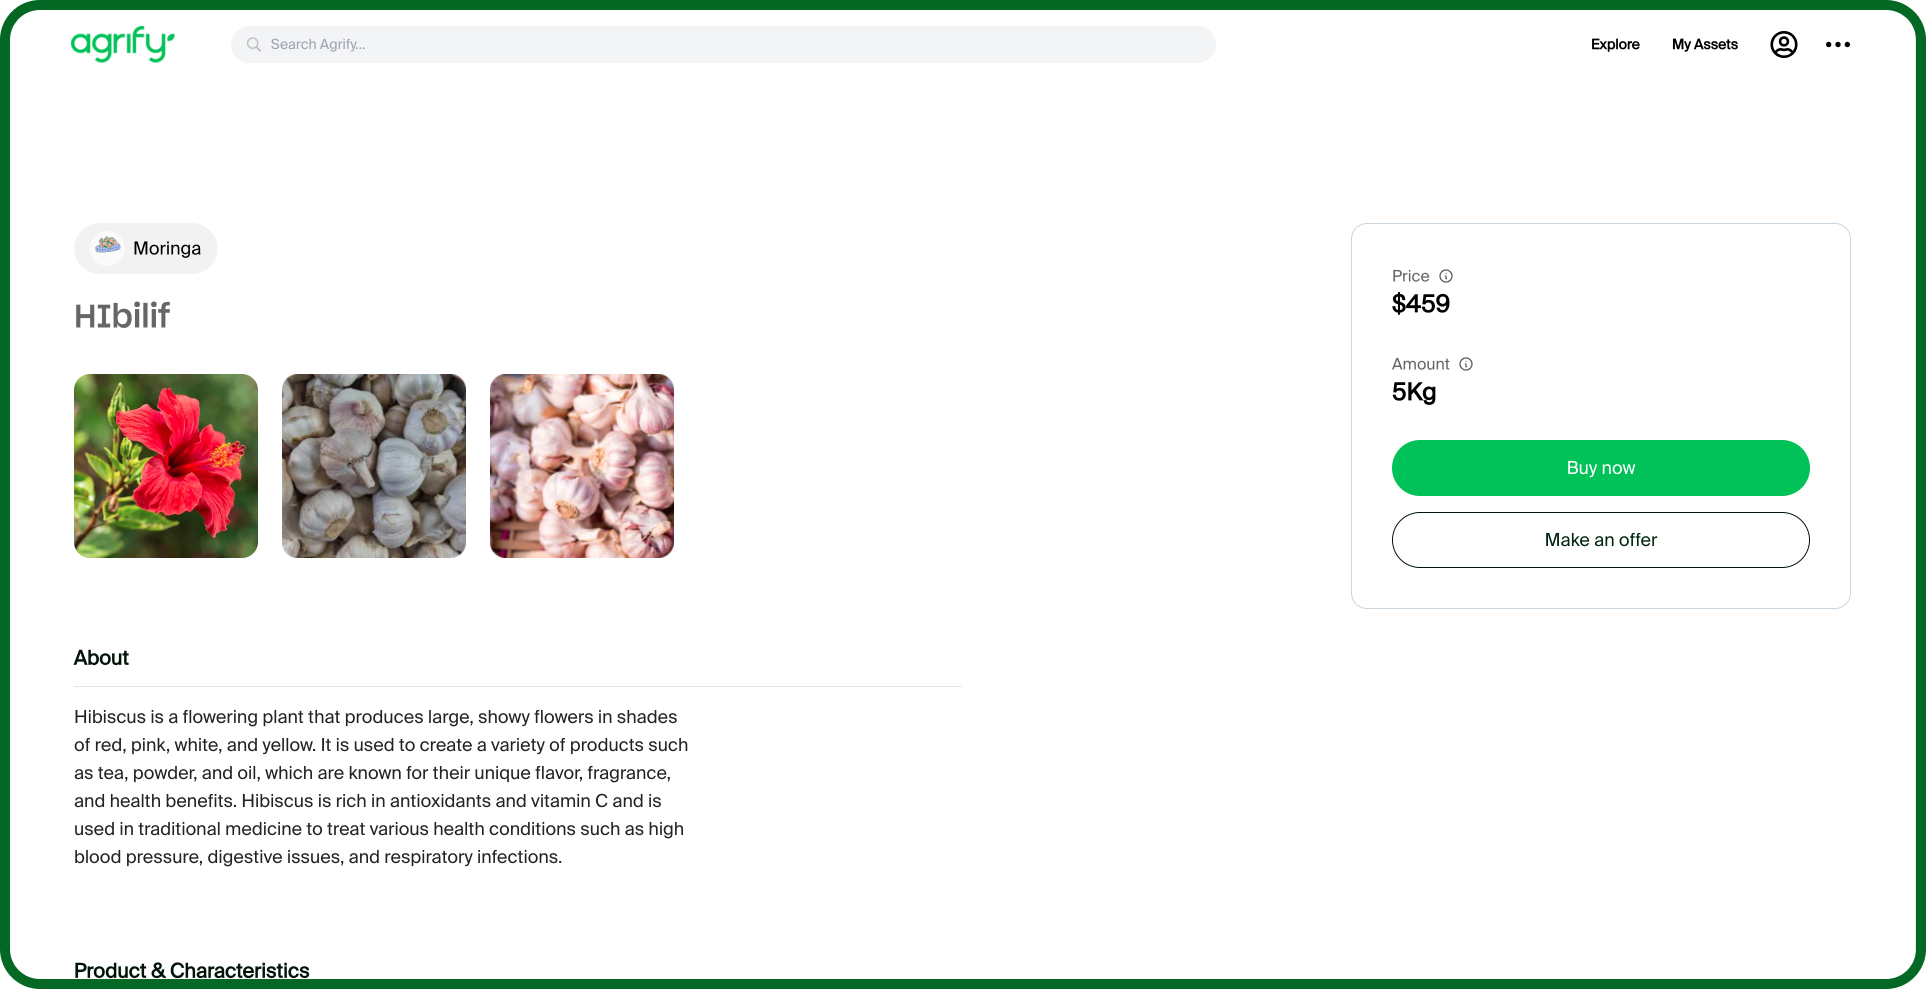 agrify
Search Agrify...
Explore
My Assets
Moringa
HIbilif
Price
$459
Amount
5Kg
Buy now
Make an offer
About
Hibiscus is a flowering plant that produces large, showy flowers in shades
of red, pink, white, and yellow. It is used to create a variety of products such
as tea, powder, and oil, which are known for their unique flavor, fragrance,
and health benefits. Hibiscus is rich in antioxidants and vitamin C and is
used in traditional medicine to treat various health conditions such as high
blood pressure, digestive issues, and respiratory infections.
Product & Characteristics